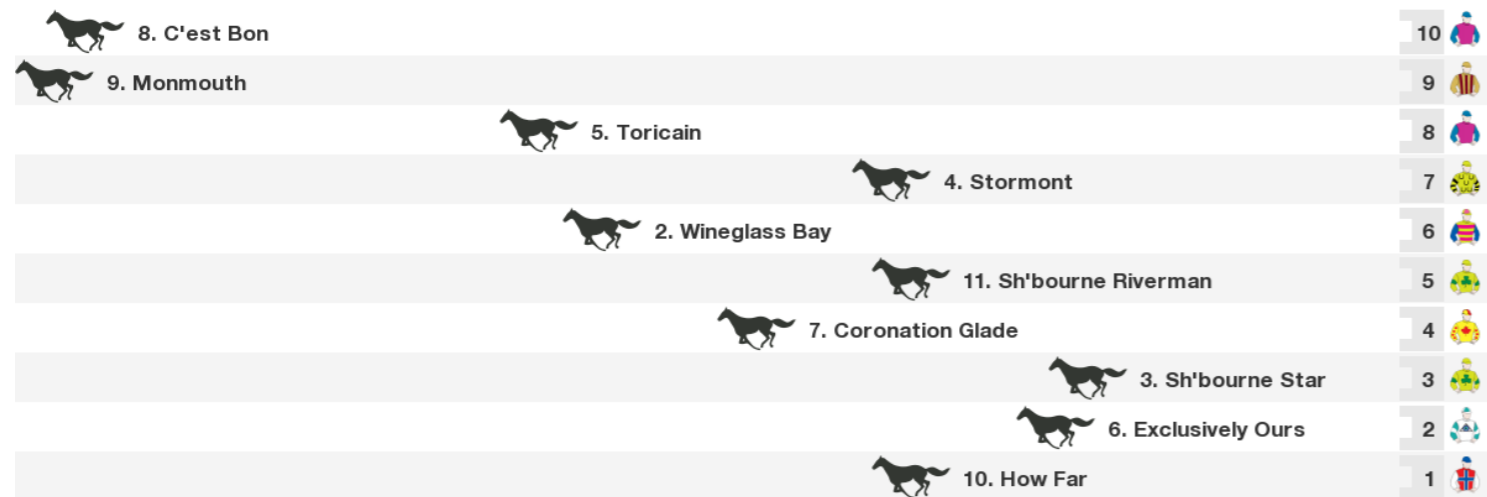 8. C'est Bon 10
9. Monmouth 9
5. Toricain 8
4. Stormont 7
2. Wineglass Bay 6
11. Sh'bourne Riverman 5
7. Coronation Glade 4
3. Sh'bourne Star 3
6. Exclusively Ours 2
10. How Far 1